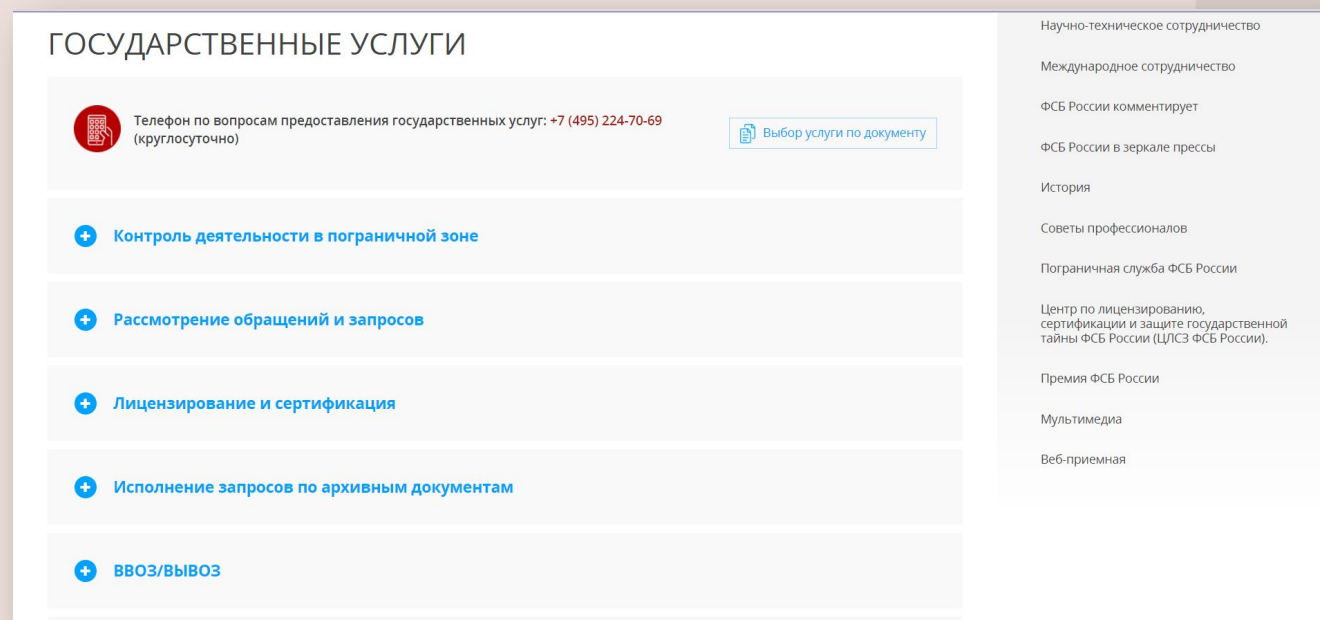 ГОСУДАРСТВЕННЫЕ УСЛУГИ
Телефон по вопросам предоставления государственных услуг: +7 (495) 224-70-69
(круглосуточно)
Выбор услуги по документу
Контроль деятельности в пограничной зоне
Рассмотрение обращений и запросов
Лицензирование и сертификация
Исполнение запросов по архивным документам
ВВОЗ/ВЫВОЗ
Научно-техническое сотрудничество
Международное сотрудничество
ФСБ России комментирует
ФСБ России в зеркале прессы
История
Советы профессионалов
Пограничная служба ФСБ России
Центр по лицензированию,
сертификации и защите государственной
тайны ФСБ России (ЦЛСЗ ФСБ России).
Премия ФСБ России
Мультимедиа
Веб-приемная